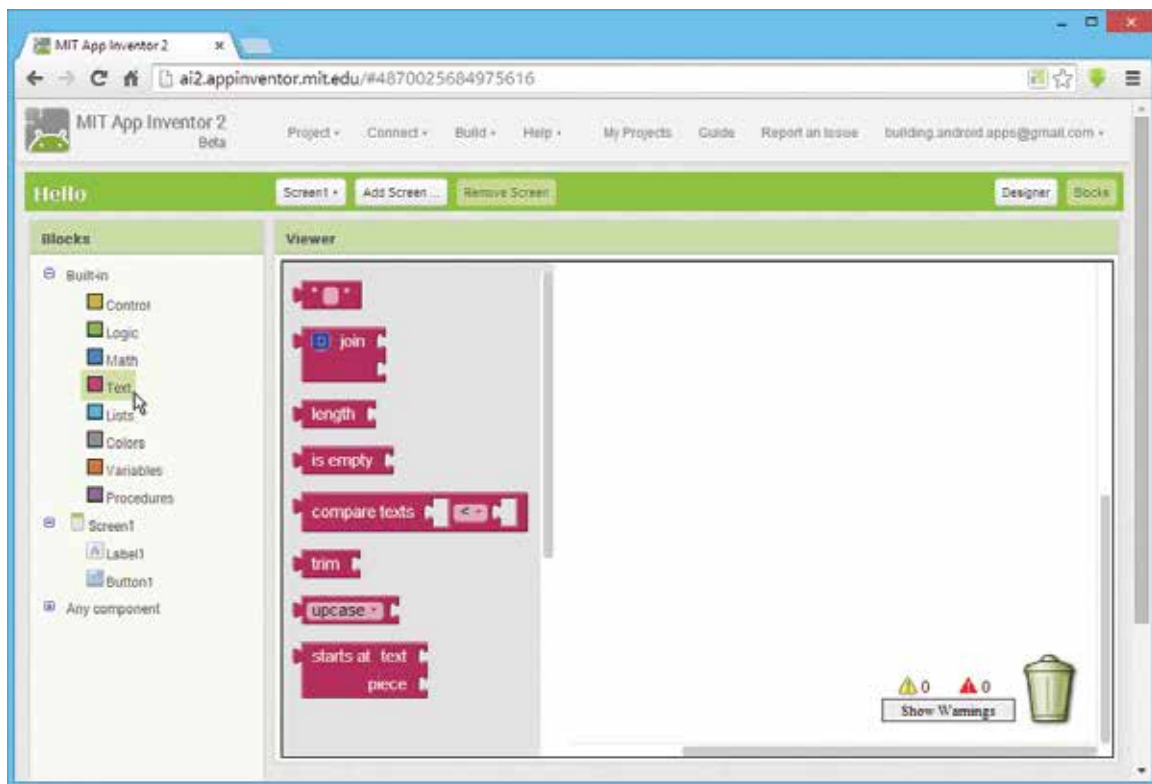 MIT App Inventor 2
ai2.appinventor.mit.edu/#4870025684975616
MIT App Inventor 2
Beta
Project
Connect
Build
Help
My Projects
Guide
Report an Issue
building.android.apps@gmail.com
Hello
Screen1
Add Screen ...
Remove Screen
Designer
Blocks
Blocks
Viewer
Built-in
Control
Logic
Math
Text
Lists
Colors
Variables
Procedures
Screen1
Label1
Button1
Any component
" "
join
length
is empty
compare texts <
trim
upcase
starts at text
piece
0 0
Show Warnings